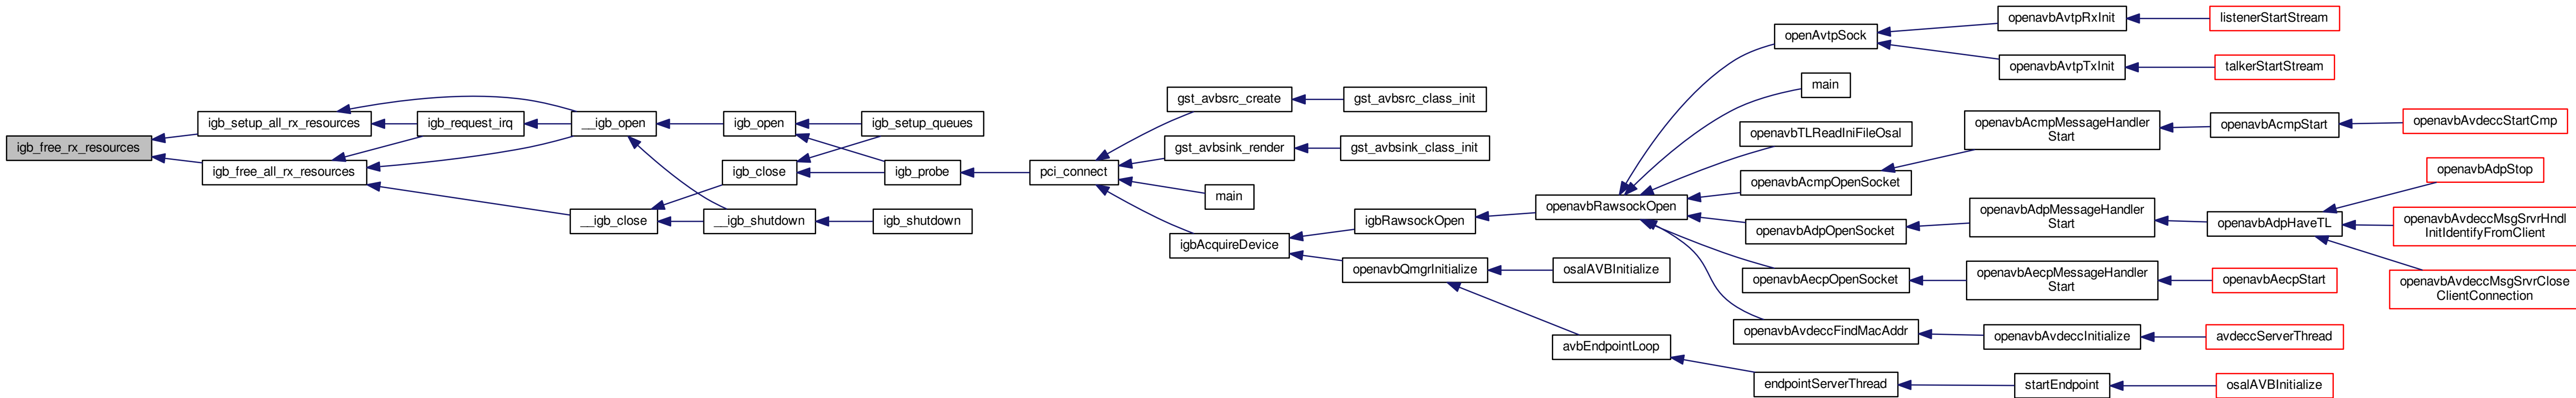 igb_free_rx_resources
igb_setup_all_rx_resources
igb_free_all_rx_resources
igb_request_irq
__igb_open
__igb_close
igb_open
igb_close
__igb_shutdown
igb_setup_queues
igb_probe
igb_shutdown
pci_connect
gst_avbsrc_create
gst_avbsink_render
main
igbAcquireDevice
gst_avbsrc_class_init
gst_avbsink_class_init
igbRawsockOpen
openavbQmgrInitialize
openavbRawsockOpen
osalAVBInitialize
avbEndpointLoop
openAvtpSock
main
openavbTLReadIniFileOsal
openavbAcmpOpenSocket
openavbAdpOpenSocket
openavbAecpOpenSocket
openavbAvdeccFindMacAddr
endpointServerThread
openavbAvtpRxInit
openavbAvtpTxInit
openavbAcmpMessageHandler
Start
openavbAdpMessageHandler
Start
openavbAecpMessageHandler
Start
openavbAvdeccInitialize
startEndpoint
listenerStartStream
talkerStartStream
openavbAcmpStart
openavbAdpHaveTL
openavbAecpStart
avdeccServerThread
osalAVBInitialize
openavbAvdeccStartCmp
openavbAdpStop
openavbAvdeccMsgSrvrHndl
InitIdentifyFromClient
openavbAvdeccMsgSrvrClose
ClientConnection